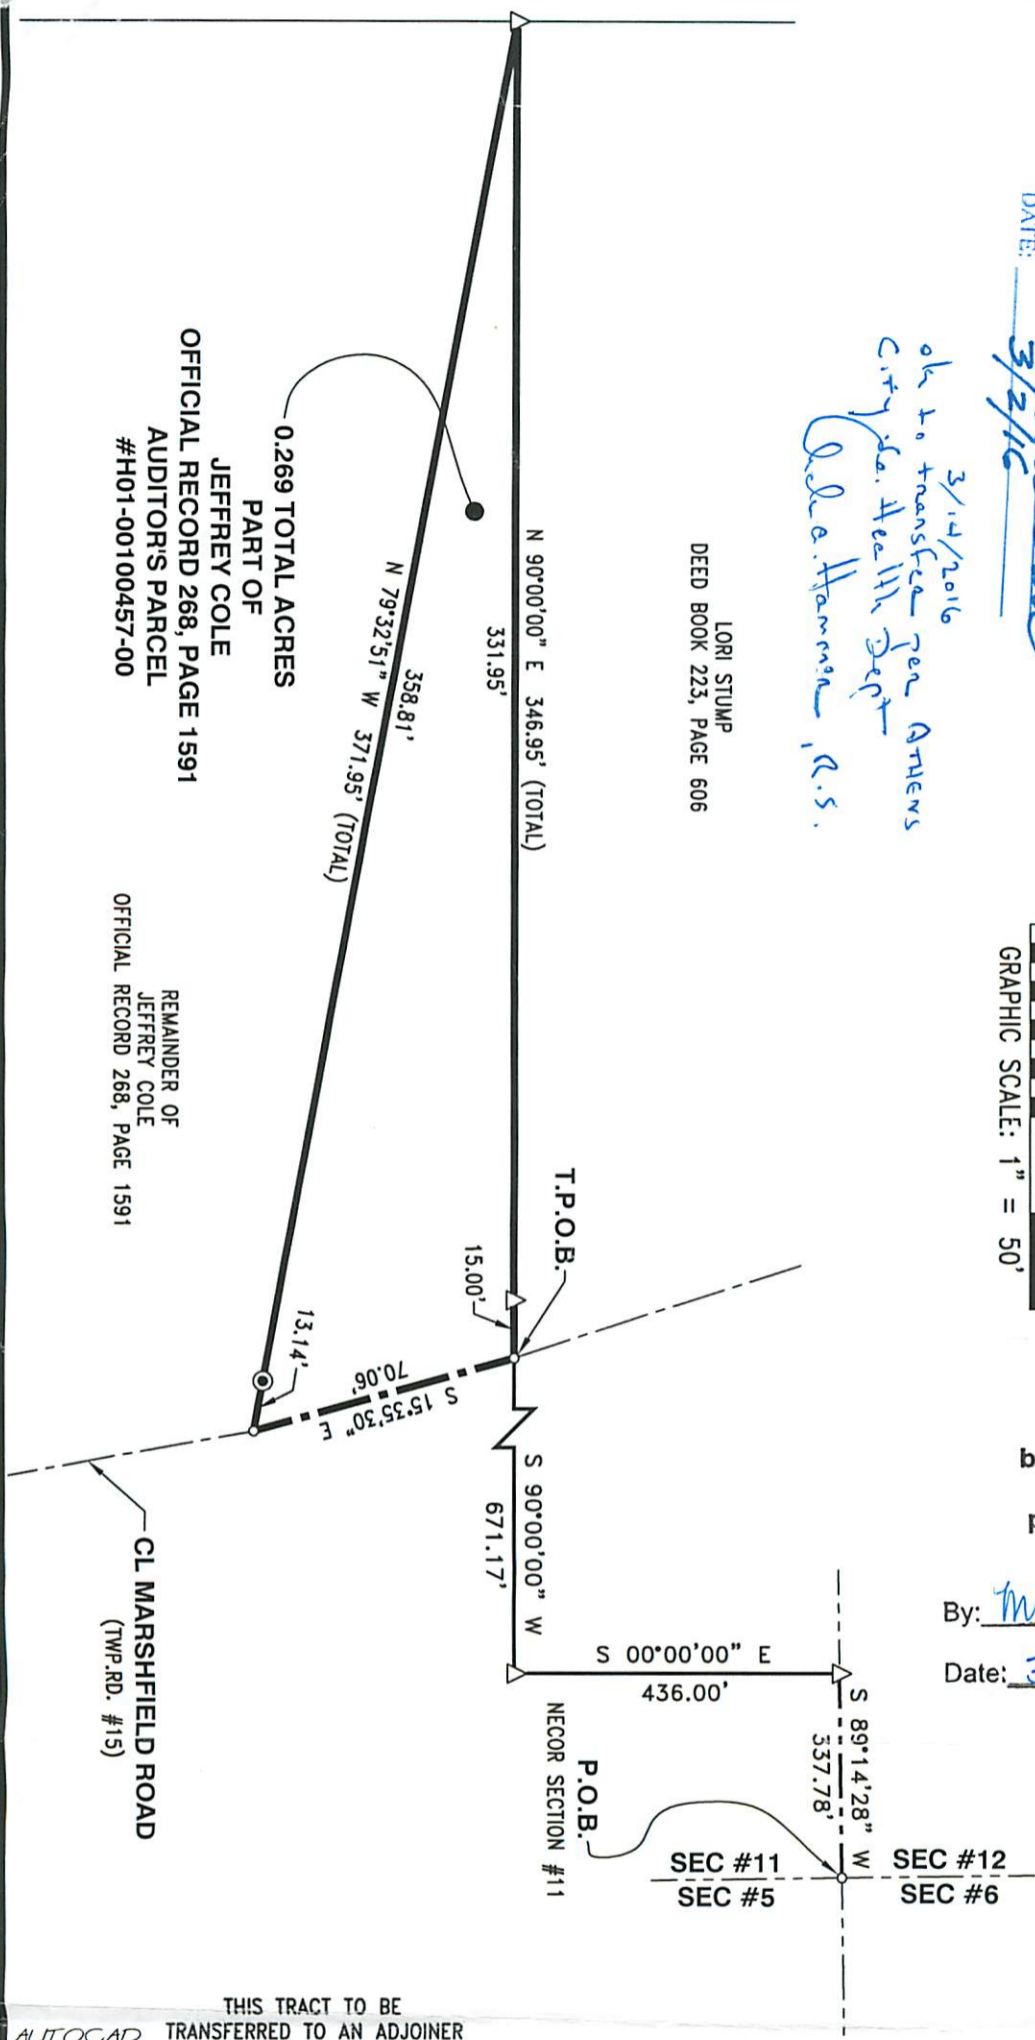 DATE: 3/2/16
3/14/2016
ok to transfer per ATHENS
City Co. Health Dept
R.S.
GRAPHIC SCALE: 1" = 50'
LORI STUMP
DEED BOOK 223, PAGE 606
N 90°00'00" E 346.95' (TOTAL)
331.95'
358.81'
N 79°32'51" W 371.95' (TOTAL)
0.269 TOTAL ACRES
PART OF
JEFFREY COLE
OFFICIAL RECORD 268, PAGE 1591
AUDITOR'S PARCEL
#H01-00100457-00
REMAINDER OF
JEFFREY COLE
OFFICIAL RECORD 268, PAGE 1591
T.P.O.B.
15.00'
13.14'
S 15°35'30" E
70.06'
CL MARSHFIELD ROAD
(TWP.RD. #15)
S 90°00'00" W
671.17'
S 00°00'00" E
436.00'
S 89°14'28" W
337.78'
P.O.B.
NECOR SECTION #11
SEC #11
SEC #5
SEC #12
SEC #6
By:
Date:
THIS TRACT TO BE
TRANSFERRED TO AN ADJOINER
AUTOCAD